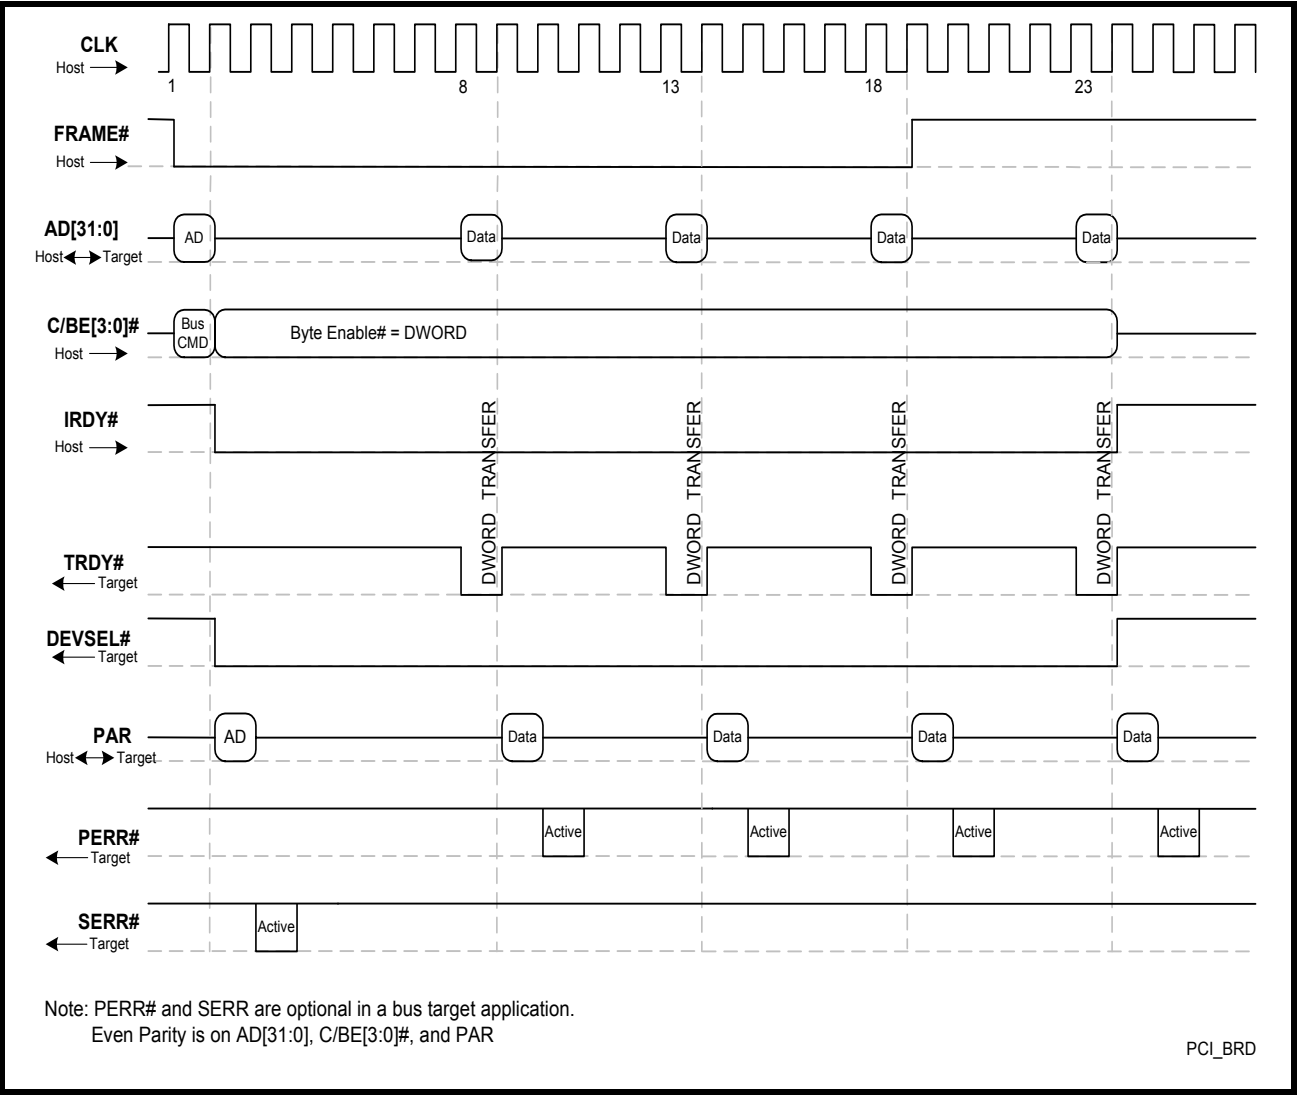 CLK
Host
1 8 13 18 23
FRAME#
Host
AD[31:0]
Host Target
AD Data Data Data Data
C/BE[3:0]#
Host
Bus
CMD
Byte Enable# = DWORD
IRDY#
Host
DWORD TRANSFER
DWORD TRANSFER
DWORD TRANSFER
DWORD TRANSFER
TRDY#
Target
DEVSEL#
Target
PAR
Host Target
AD Data Data Data Data
PERR#
Target
Active Active Active Active
SERR#
Target
Active
Note: PERR# and SERR are optional in a bus target application.
Even Parity is on AD[31:0], C/BE[3:0]#, and PAR
PCI_BRD